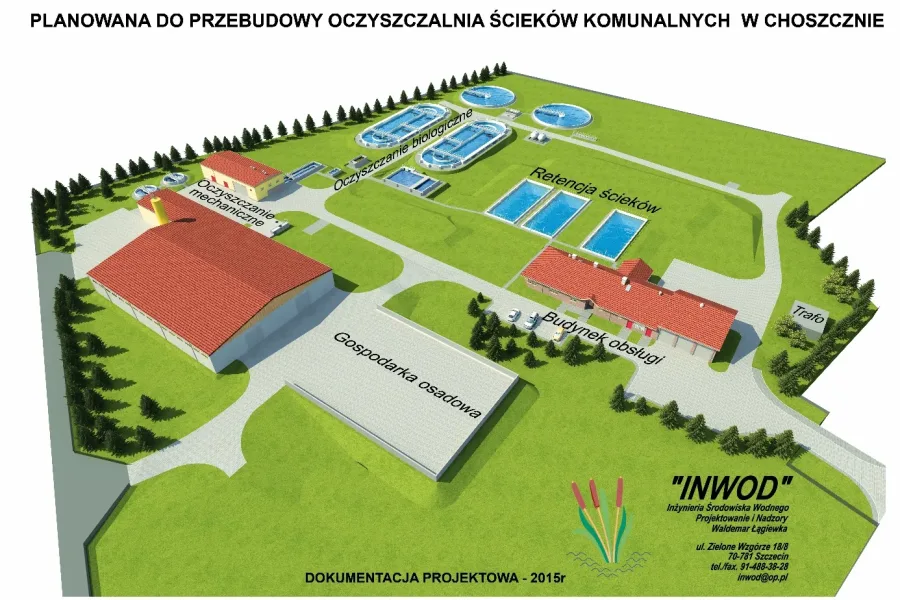 PLANOWANA DO PRZEBUDOWY OCZYSZCZALNIA ŚCIEKÓW KOMUNALNYCH W CHOSZCZNIE
Oczyszczanie biologiczne
Retencja ścieków
Oczyszczanie
mechaniczne
Trafo
Budynek obsługi
Gospodarka osadowa
"INWOD"
Inżynieria Środowiska Wodnego
Projektowanie i Nadzory
Waldemar Łągiewka
ul. Zielone Wzgórze 18/8
70-781 Szczecin
tel./fax. 91-488-38-28
inwod@op.pl
DOKUMENTACJA PROJEKTOWA - 2015r